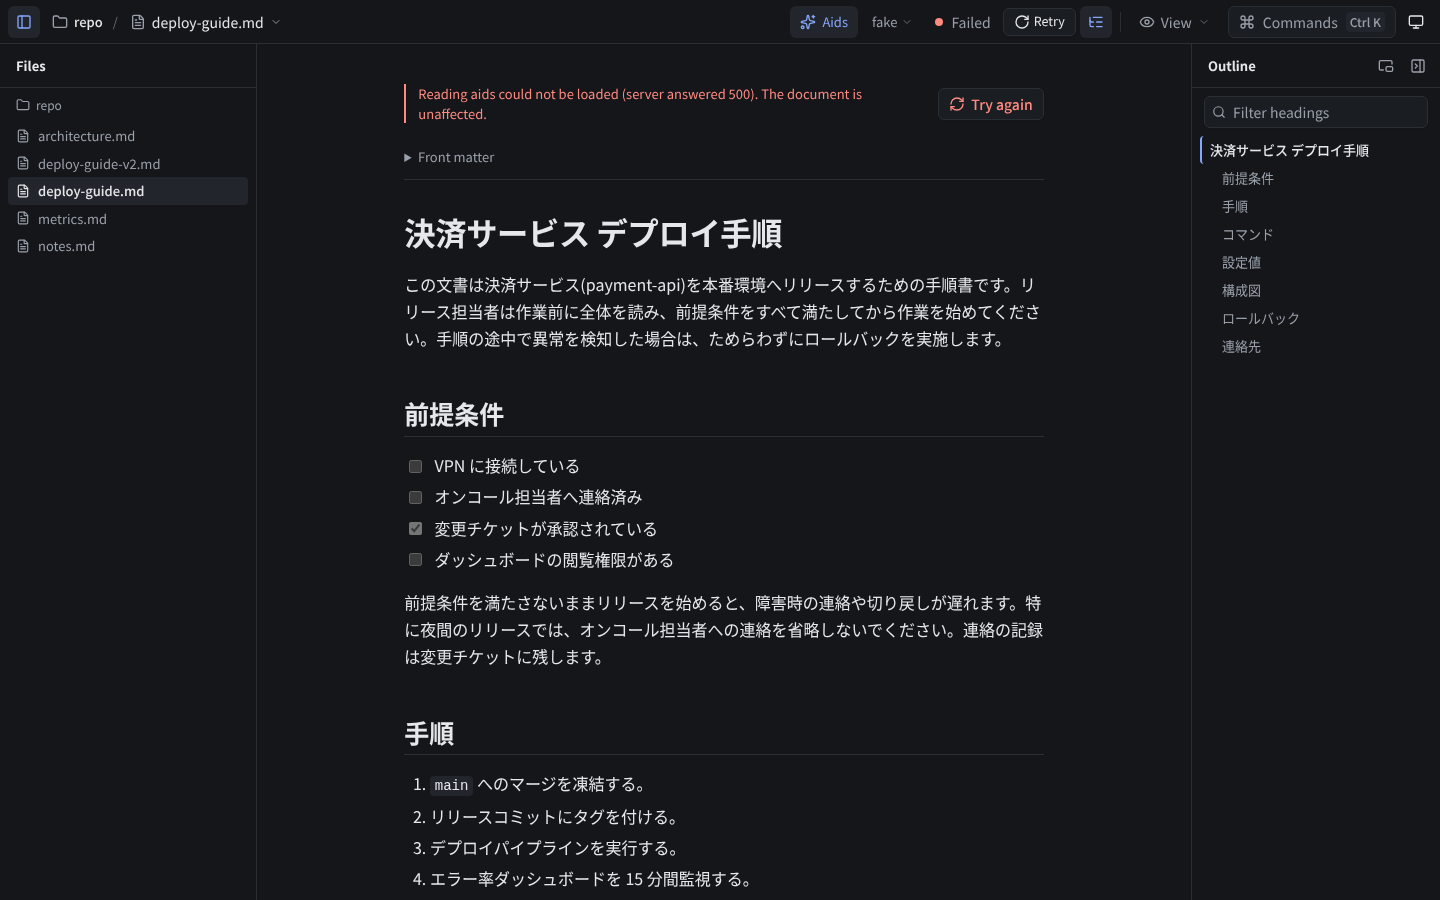 repo / deploy-guide.md
Aids
fake
Failed
Retry
View
Commands Ctrl K
Files
repo
architecture.md
deploy-guide-v2.md
deploy-guide.md
metrics.md
notes.md
Reading aids could not be loaded (server answered 500). The document is
unaffected.
Try again
Front matter
決済サービス デプロイ手順
この文書は決済サービス(payment-api)を本番環境へリリースするための手順書です。リ
リース担当者は作業前に全体を読み、前提条件をすべて満たしてから作業を始めてくださ
い。手順の途中で異常を検知した場合は、ためらわずにロールバックを実施します。
前提条件
VPN に接続している
オンコール担当者へ連絡済み
変更チケットが承認されている
ダッシュボードの閲覧権限がある
前提条件を満たさないままリリースを始めると、障害時の連絡や切り戻しが遅れます。特
に夜間のリリースでは、オンコール担当者への連絡を省略しないでください。連絡の記録
は変更チケットに残します。
手順
1. main へのマージを凍結する。
2. リリースコミットにタグを付ける。
3. デプロイパイプラインを実行する。
4. エラー率ダッシュボードを 15 分間監視する。
Outline
Filter headings
決済サービス デプロイ手順
前提条件
手順
コマンド
設定値
構成図
ロールバック
連絡先